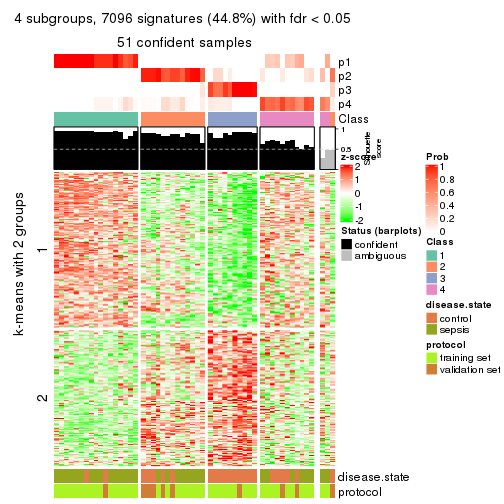 4 subgroups, 7096 signatures (44.8%) with fdr < 0.05
51 confident samples
p1
p2
p3
p4
Class
1
0.5
0
Silhouette
score
k-means with 2 groups
1
2
disease.state
protocol
z-score
2
1
0
-1
-2
Status (barplots)
confident
ambiguous
Prob
1
0.8
0.6
0.4
0.2
0
Class
1
2
3
4
disease.state
control
sepsis
protocol
training set
validation set